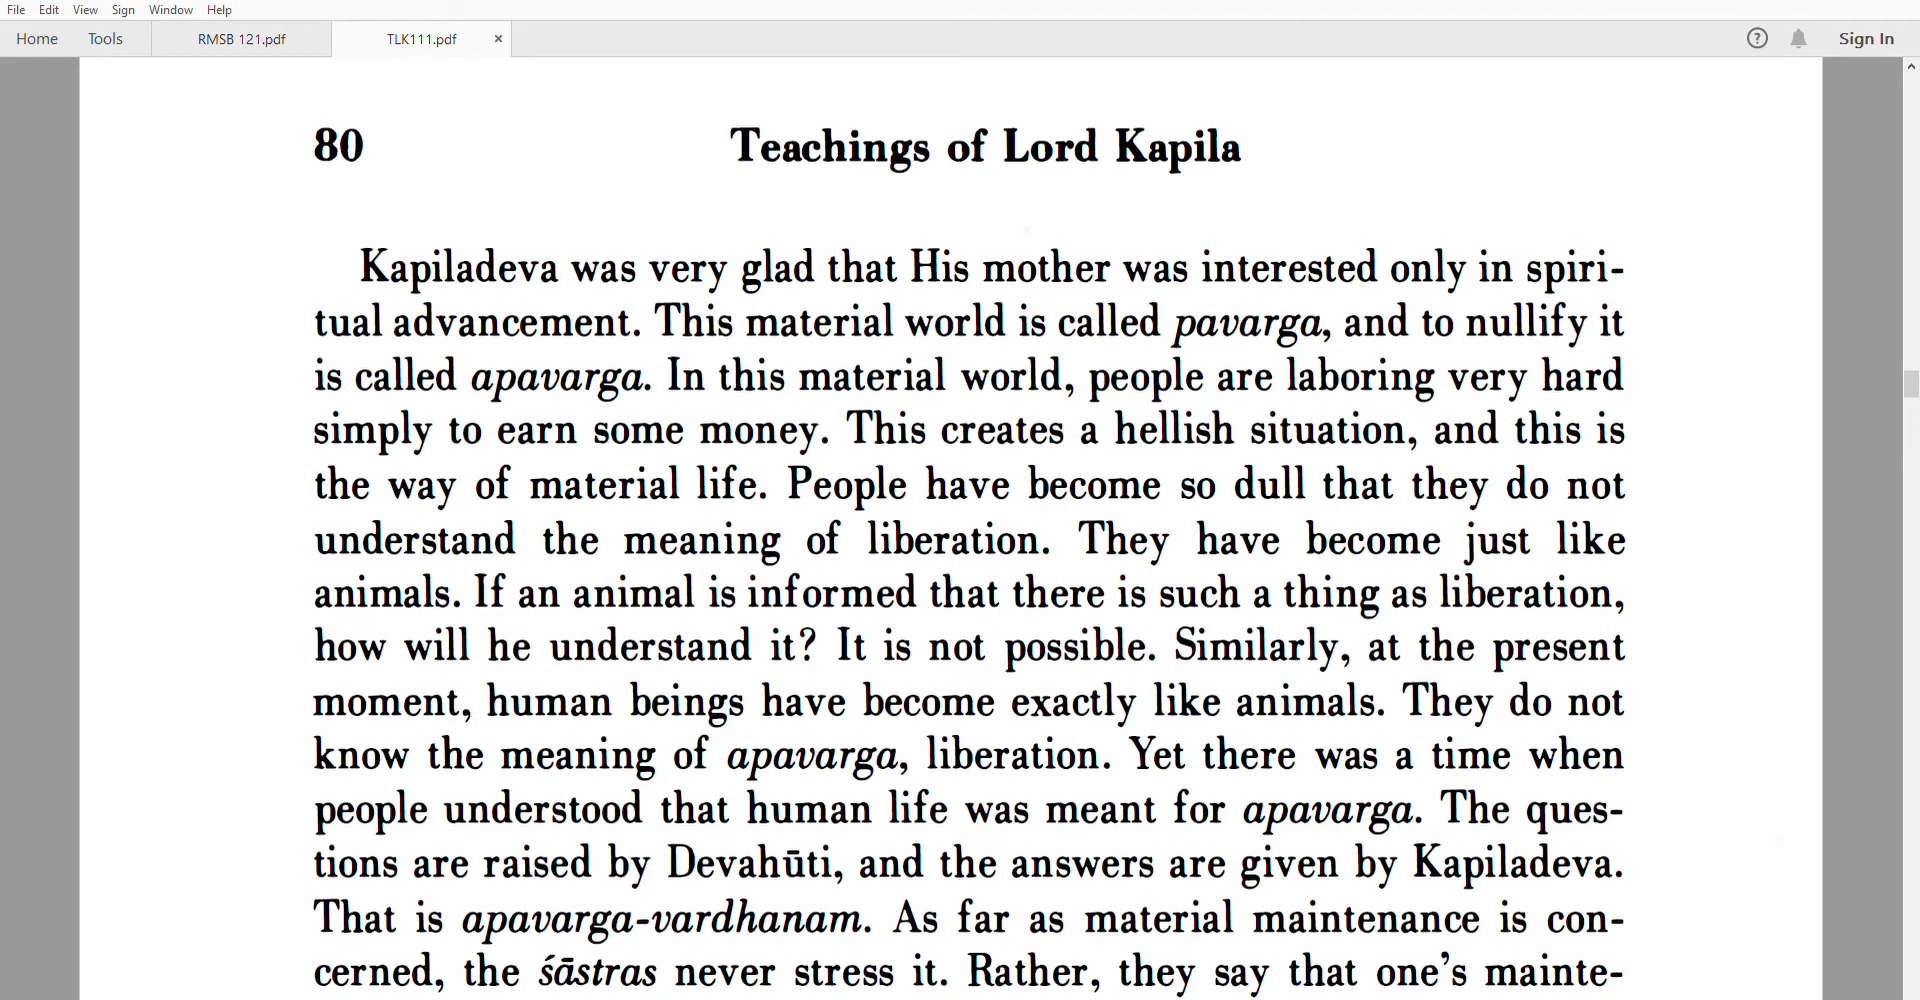 File Edit View Sign Window Help
Home Tools RMSB 121.pdf TLK111.pdf × ? Sign In
80 Teachings of Lord Kapila
Kapiladeva was very glad that His mother was interested only in spiri-
tual advancement. This material world is called pavarga, and to nullify it
is called apavarga. In this material world, people are laboring very hard
simply to earn some money. This creates a hellish situation, and this is
the way of material life. People have become so dull that they do not
understand the meaning of liberation. They have become just like
animals. If an animal is informed that there is such a thing as liberation,
how will he understand it? It is not possible. Similarly, at the present
moment, human beings have become exactly like animals. They do not
know the meaning of apavarga, liberation. Yet there was a time when
people understood that human life was meant for apavarga. The ques-
tions are raised by Devahūti, and the answers are given by Kapiladeva.
That is apavarga-vardhanam. As far as material maintenance is con-
cerned, the śāstras never stress it. Rather, they say that one's mainte-